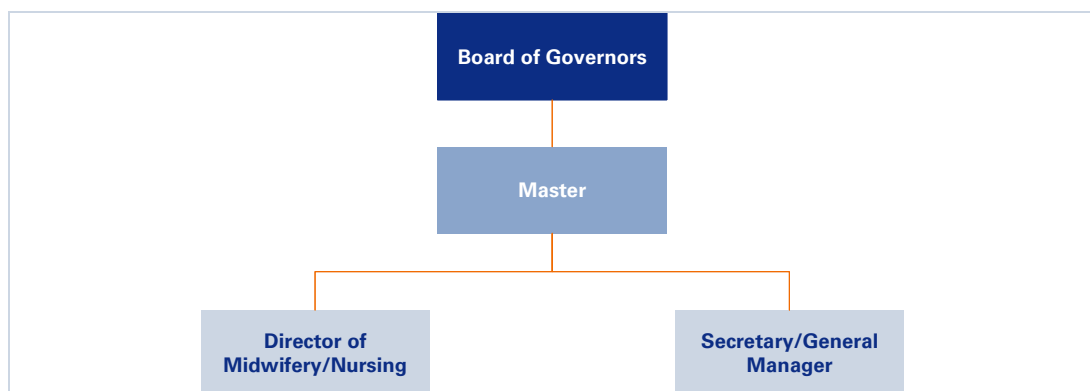 Board of Governors
Master
Director of
Midwifery/Nursing
Secretary/General
Manager